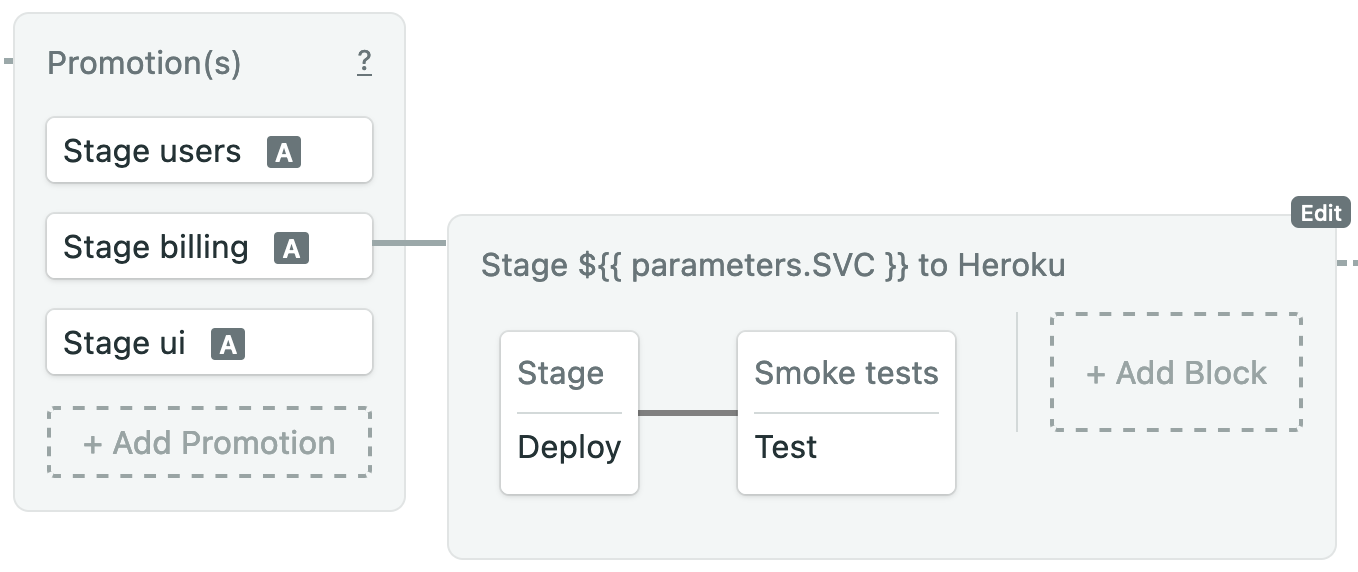 Promotion(s) ?
Stage users A
Stage billing A
Stage ui A
+ Add Promotion
Edit
Stage ${{ parameters.SVC }} to Heroku
Stage
Deploy
Smoke tests
Test
+ Add Block